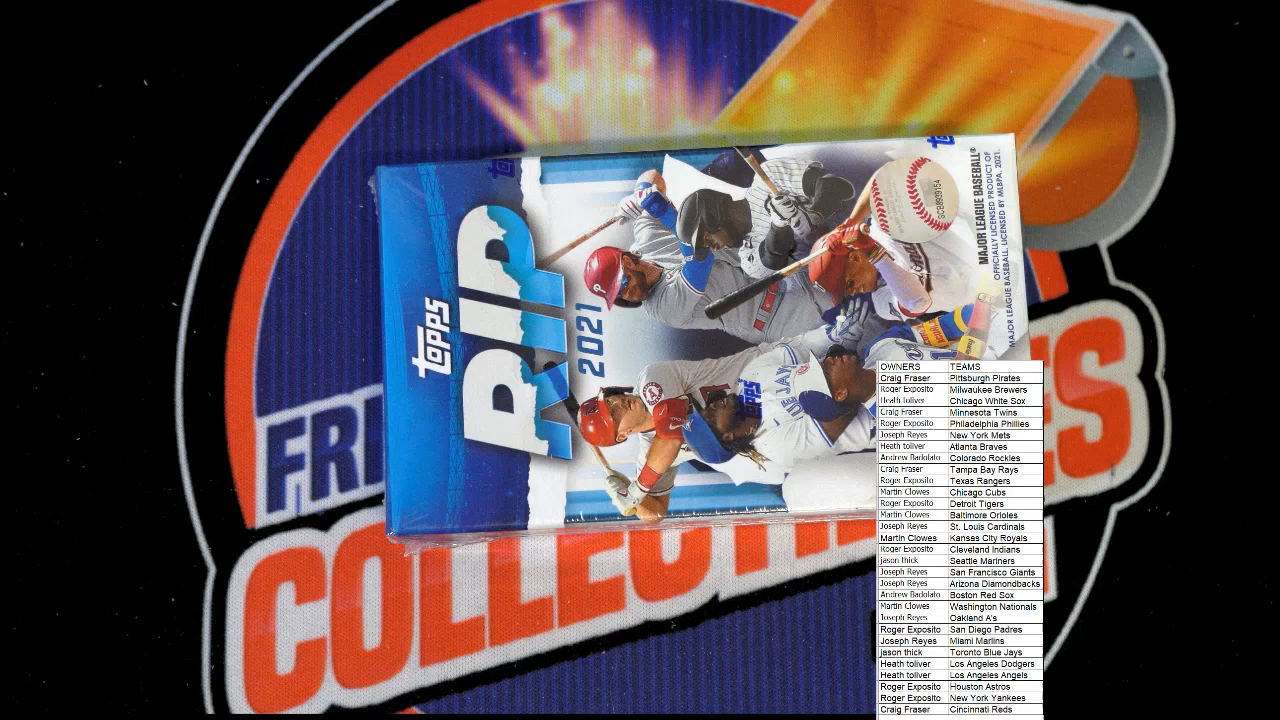 FRI
ES
COLLECTIBLES
topps
RIP
2021
topps
topps
topps
SCB8939154
MAJOR LEAGUE BASEBALL®
OFFICIALLY LICENSED PRODUCT OF
MAJOR LEAGUE BASEBALL. LICENSED BY MLBPA. 2021.
OWNERS TEAMS
Craig Fraser Pittsburgh Pirates
Roger Exposito Milwaukee Brewers
Heath toliver Chicago White Sox
Craig Fraser Minnesota Twins
Roger Exposito Philadelphia Phillies
Joseph Reyes New York Mets
Heath toliver Atlanta Braves
Andrew Badolato Colorado Rockies
Craig Fraser Tampa Bay Rays
Roger Exposito Texas Rangers
Martin Clowes Chicago Cubs
Roger Exposito Detroit Tigers
Martin Clowes Baltimore Orioles
Joseph Reyes St. Louis Cardinals
Martin Clowes Kansas City Royals
Roger Exposito Cleveland Indians
jason thick Seattle Mariners
Joseph Reyes San Francisco Giants
Joseph Reyes Arizona Diamondbacks
Andrew Badolato Boston Red Sox
Martin Clowes Washington Nationals
Joseph Reyes Oakland A's
Roger Exposito San Diego Padres
Joseph Reyes Miami Marlins
jason thick Toronto Blue Jays
Heath toliver Los Angeles Dodgers
Heath toliver Los Angeles Angels
Roger Exposito Houston Astros
Roger Exposito New York Yankees
Craig Fraser Cincinnati Reds